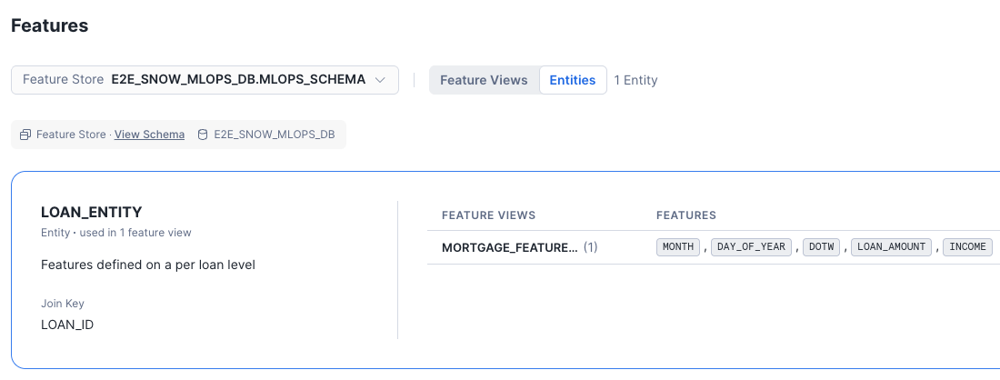 Features
Feature Store E2E_SNOW_MLOPS_DB.MLOPS_SCHEMA Feature Views Entities 1 Entity
Feature Store · View Schema E2E_SNOW_MLOPS_DB
LOAN_ENTITY
Entity • used in 1 feature view
Features defined on a per loan level
Join Key
LOAN_ID
FEATURE VIEWS FEATURES
MORTGAGE_FEATURE... (1) MONTH , DAY_OF_YEAR , DOTW , LOAN_AMOUNT , INCOME